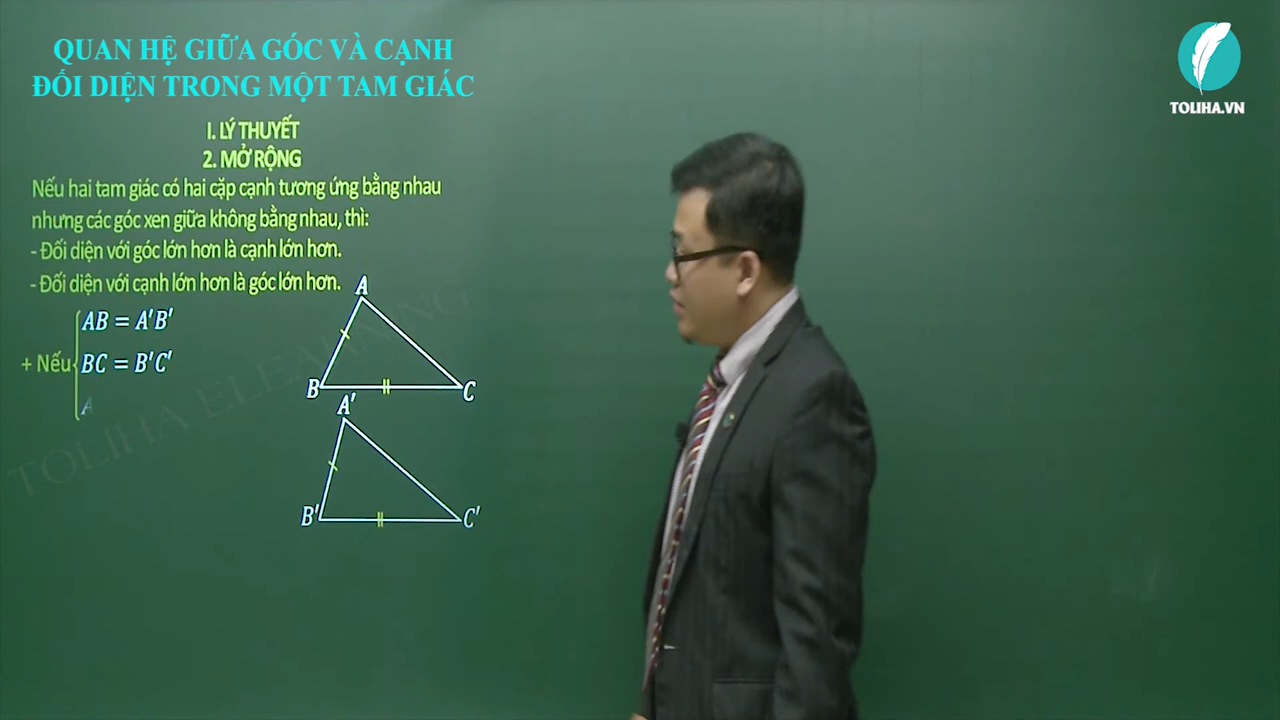 QUAN HỆ GIỮA GÓC VÀ CẠNH
ĐỐI DIỆN TRONG MỘT TAM GIÁC
TOLIHA.VN
I. LÝ THUYẾT
2. MỞ RỘNG
Nếu hai tam giác có hai cặp cạnh tương ứng bằng nhau
nhưng các góc xen giữa không bằng nhau, thì:
- Đối diện với góc lớn hơn là cạnh lớn hơn.
- Đối diện với cạnh lớn hơn là góc lớn hơn.
AB = A'B'
+ Nếu BC = B'C'
A
A
B
C
A'
B'
C'
TOLIHA ELEARNING